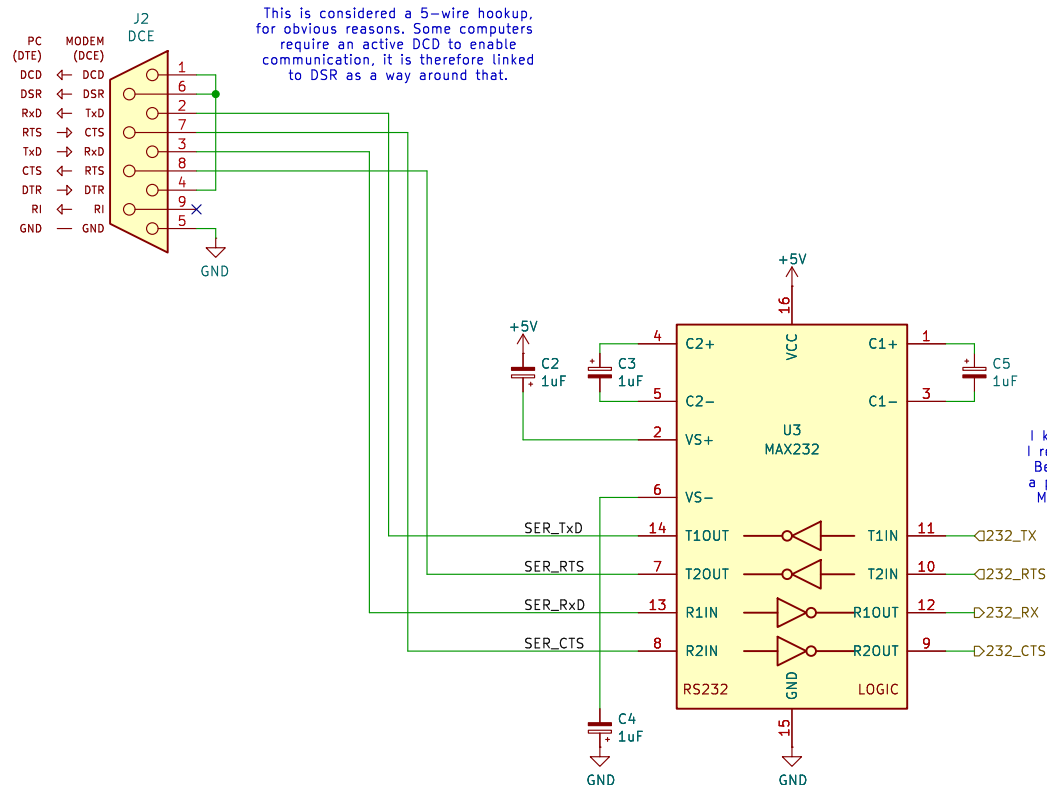 This is considered a 5-wire hookup,
for obvious reasons. Some computers
require an active DCD to enable
communication, it is therefore linked
to DSR as a way around that.
J2
DCE
PC MODEM
(DTE) (DCE)
DCD DCD 1
DSR DSR 6
RxD TxD 2
RTS CTS 7
TxD RxD 3
CTS RTS 8
DTR DTR 4
RI RI 9
GND GND 5
GND
+5V
16
VCC
+5V
C2
1uF
C3
1uF
4 C2+ C1+ 1
C5
1uF
5 C2- C1- 3
U3
MAX232
2 VS+
6 VS-
SER_TxD 14 T1OUT T1IN 11 232_TX
SER_RTS 7 T2OUT T2IN 10 232_RTS
SER_RxD 13 R1IN R1OUT 12 232_RX
SER_CTS 8 R2IN R2OUT 9 232_CTS
RS232 GND LOGIC
15
C4
1uF
GND GND
I
I
a
M